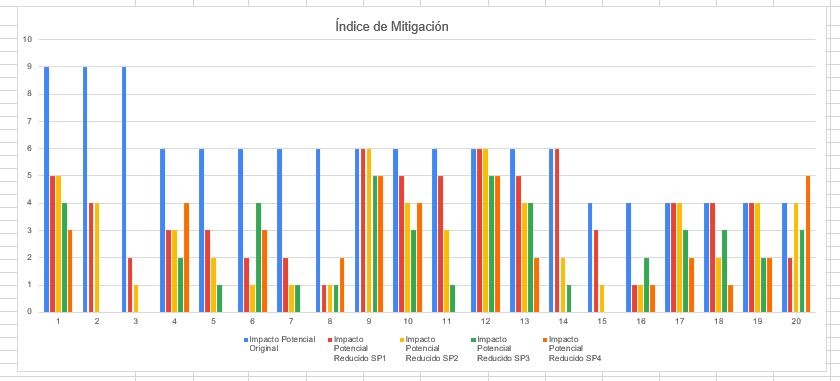 Índice de Mitigación
10
9
8
7
6
5
4
3
2
1
0
1 2 3 4 5 6 7 8 9 10 11 12 13 14 15 16 17 18 19 20
Impacto Potencial
Original
Impacto
Potencial
Reducido SP1
Impacto
Potencial
Reducido SP2
Impacto
Potencial
Reducido SP3
Impacto
Potencial
Reducido SP4